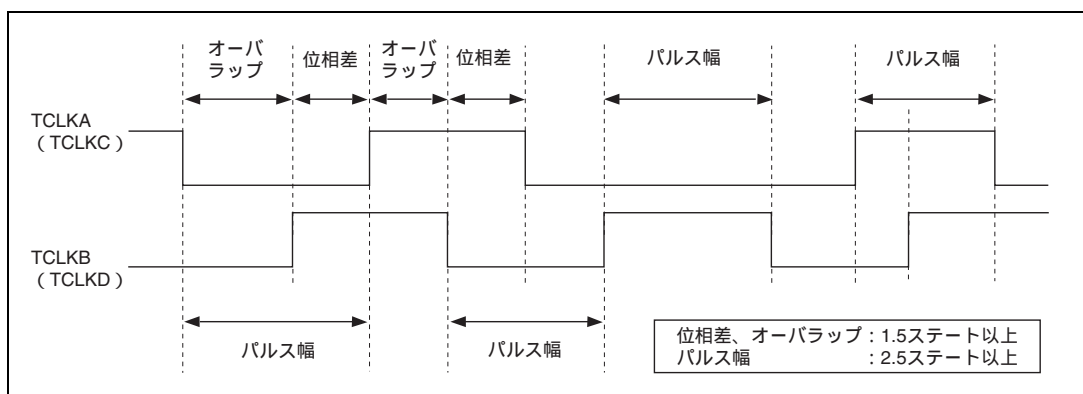 オーバ
ラップ
位相差
オーバ
ラップ
位相差
パルス幅
パルス幅
TCLKA
（TCLKC）
TCLKB
（TCLKD）
パルス幅
パルス幅
位相差、オーバラップ：1.5ステート以上
パルス幅　　　　　　：2.5ステート以上